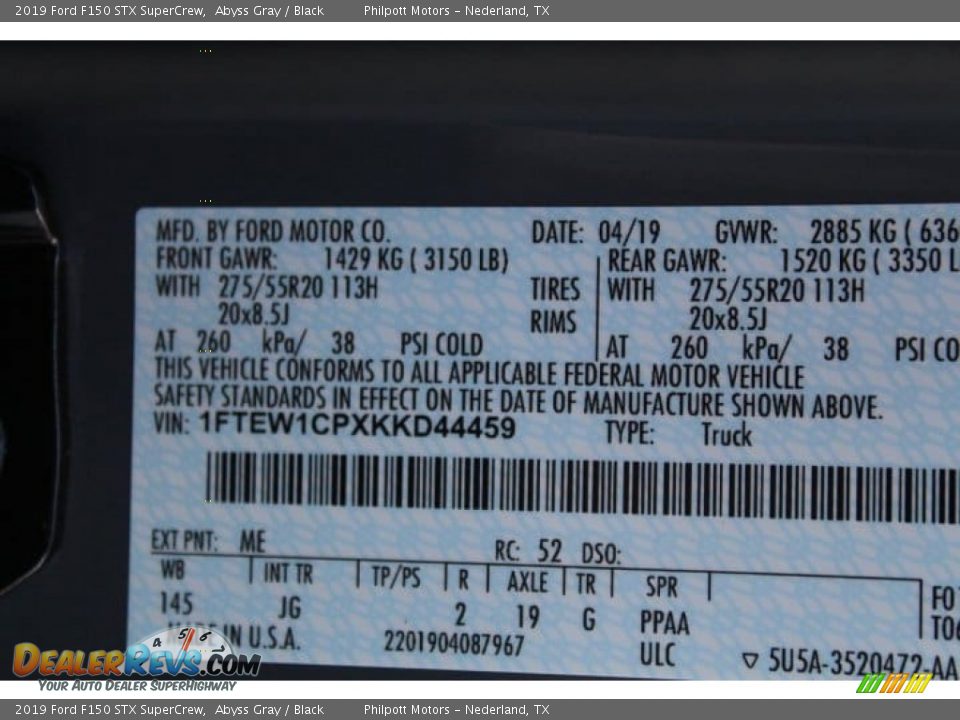 2019 Ford F150 STX SuperCrew, Abyss Gray / Black Philpott Motors - Nederland, TX
MFD. BY FORD MOTOR CO. DATE: 04/19 GVWR: 2885 KG ( 636
FRONT GAWR: 1429 KG ( 3150 LB) REAR GAWR: 1520 KG ( 3350 L
WITH 275/55R20 113H TIRES WITH 275/55R20 113H
20x8.5J RIMS 20x8.5J
AT 260 kPa/ 38 PSI COLD AT 260 kPa/ 38 PSI CO
THIS VEHICLE CONFORMS TO ALL APPLICABLE FEDERAL MOTOR VEHICLE
SAFETY STANDARDS IN EFFECT ON THE DATE OF MANUFACTURE SHOWN ABOVE.
VIN: 1FTEW1CPXKKD44459 TYPE: Truck
EXT PNT: ME RC: 52 DSO:
WB INT TR TP/PS R AXLE TR SPR
145 JG 2 19 G PPAA F0
IN U.S.A. 2201904087967 ULC T06
5U5A-3520472-AA
4 5 6
DEALERREVS.COM
YOUR AUTO DEALER SUPERHIGHWAY
2019 Ford F150 STX SuperCrew, Abyss Gray / Black Philpott Motors - Nederland, TX